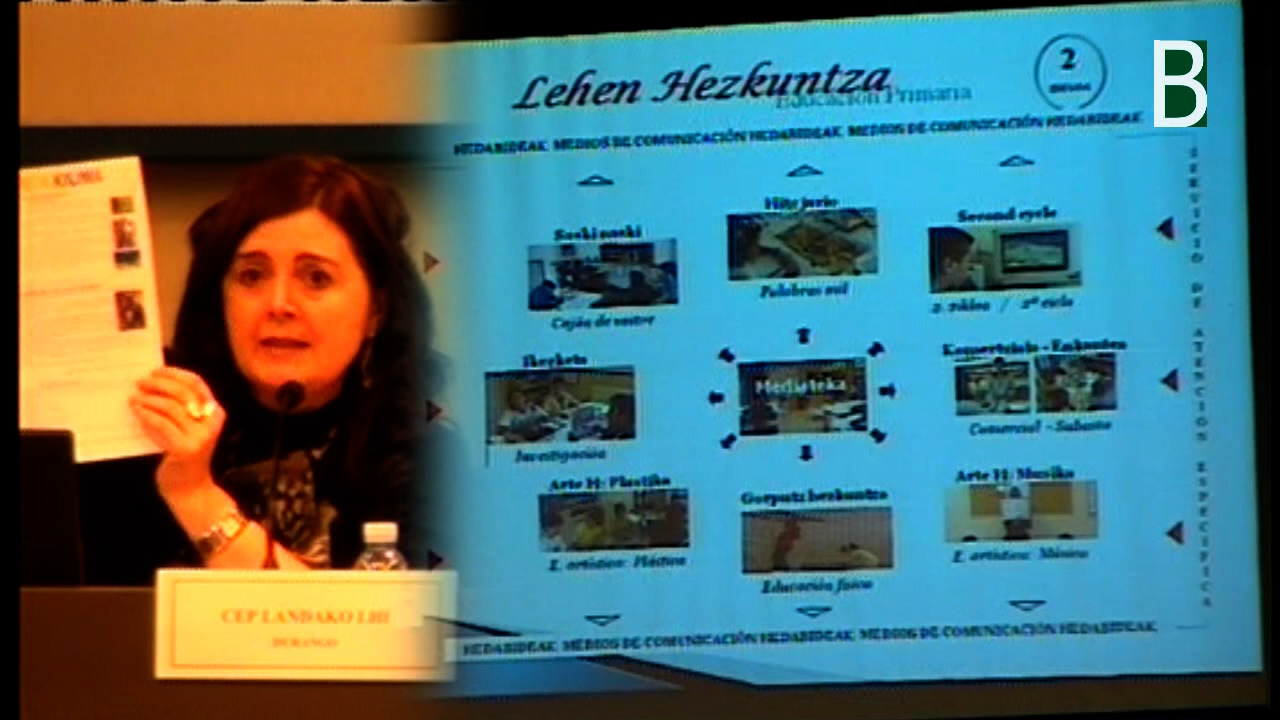 B
Lehen Hezkuntza
Educación Primaria
2
HEDABIDEAK MEDIOS DE COMUNICACIÓN HEDABIDEAK MEDIOS DE COMUNICACIÓN HEDABIDEAK
Saski naski
Cajón de sastre
Hitz jario
Palabras mil
Second cycle
2. zikloa / 2º ciclo
Ikerketa
Investigación
Mediateka
Komertziala - Enkantea
Comercial - Subasta
Arte H: Plastika
E. artística: Plástica
Gorputz hezkuntza
Educación física
Arte H: Musika
E. artística: Música
SERVICIO DE ATENCIÓN ESPECÍFICA
HEDABIDEAK MEDIOS DE COMUNICACIÓN HEDABIDEAK MEDIOS DE COMUNICACIÓN HEDABIDEAK
CEP LANDAKO LHI
DURANGO